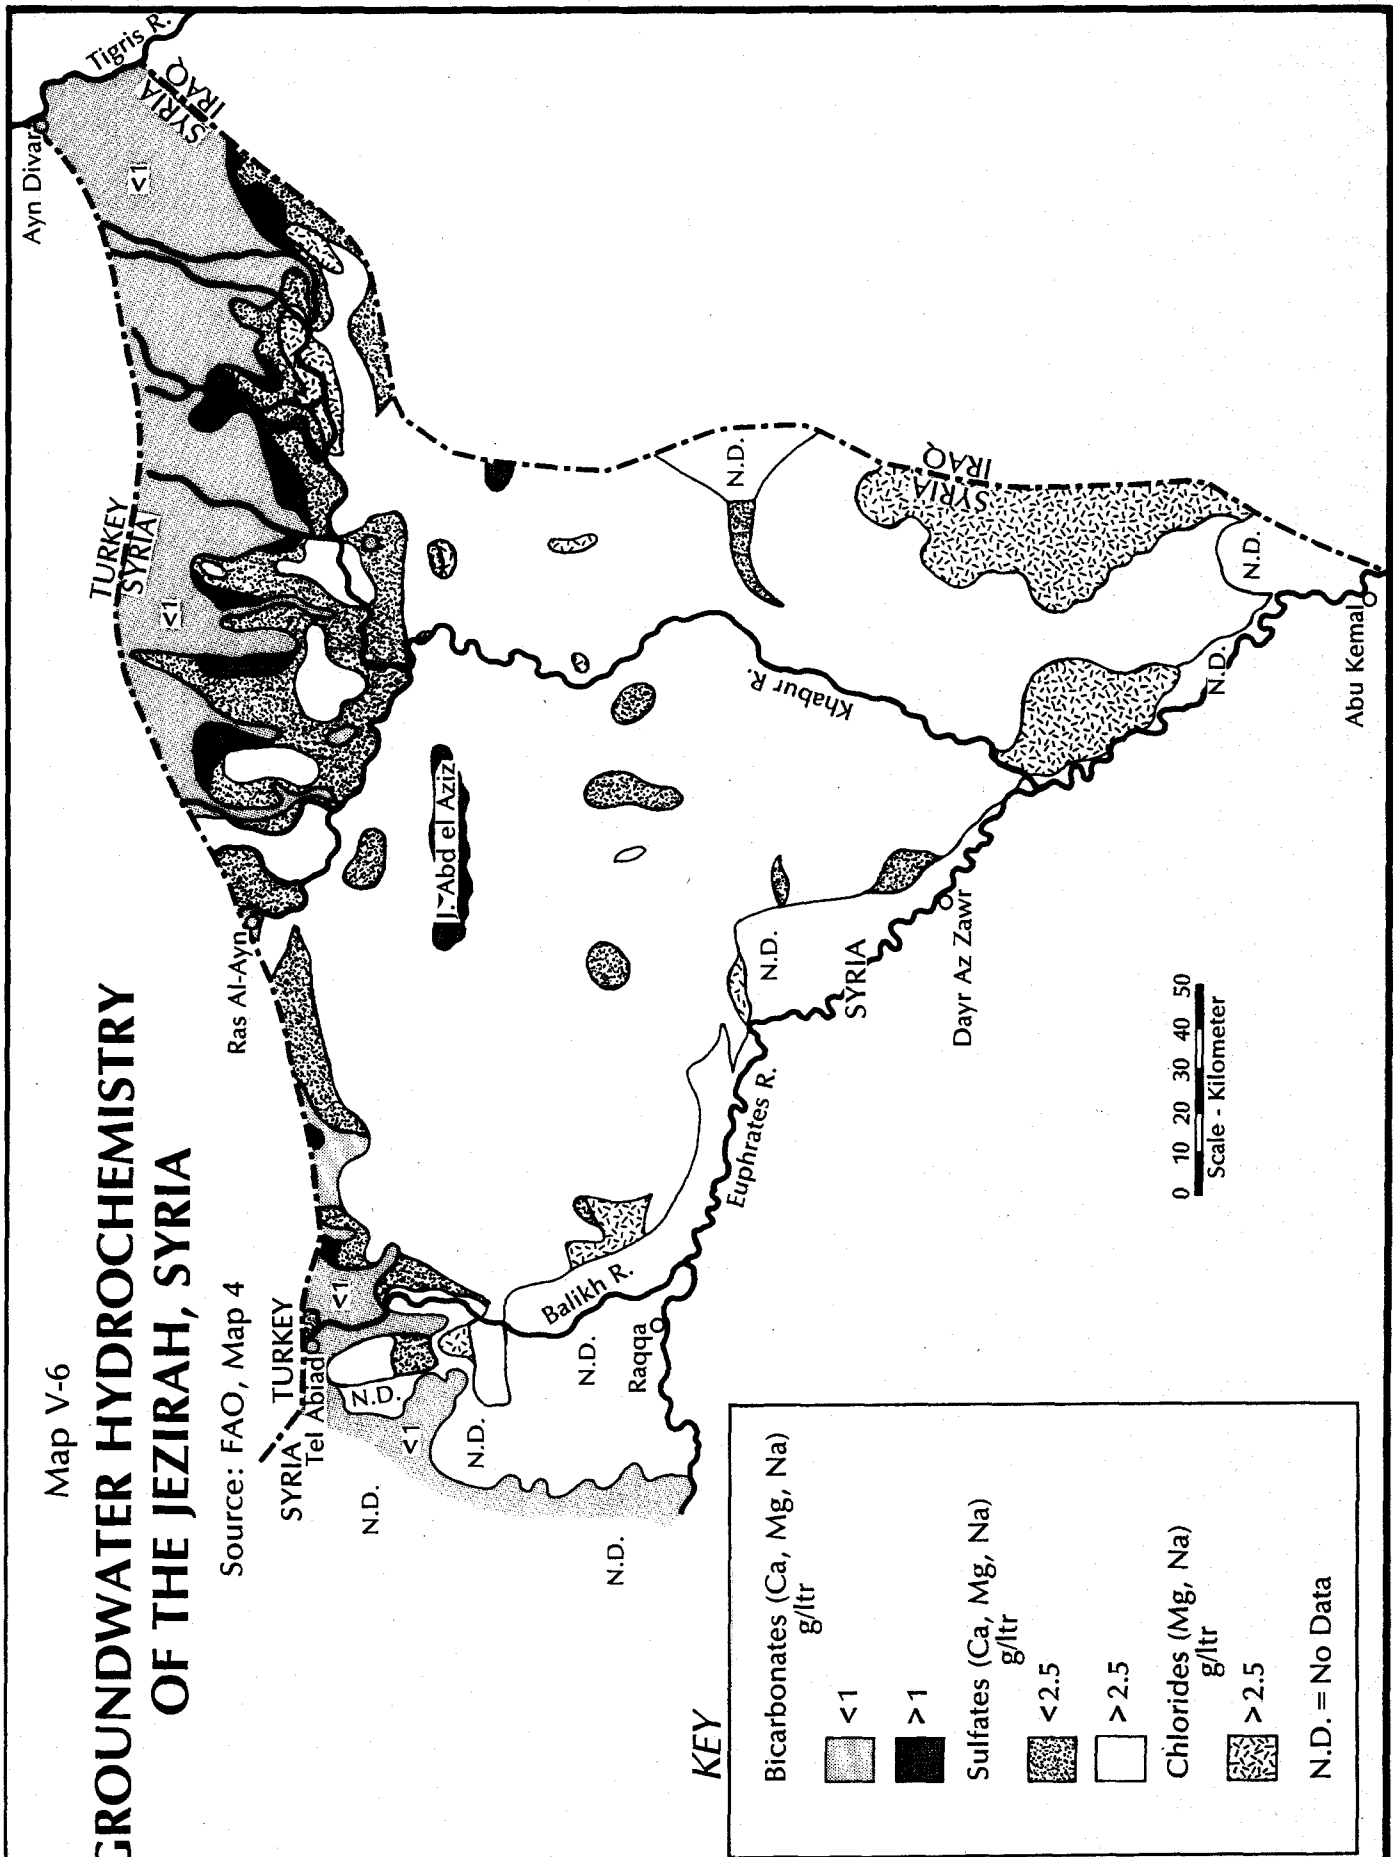 Map V-6
GROUNDWATER HYDROCHEMISTRY
OF THE JEZIRAH, SYRIA
Source: FAO, Map 4
Ayn Divar
Tigris R.
SYRIA
IRAQ
<1
TURKEY
SYRIA
<1
Ras Al-Ayn
J. Abd el Aziz
N.D.
SYRIA
IRAQ
N.D.
Khabur R.
N.D.
Abu Kemal
N.D.
SYRIA
Dayr Az Zawr
Euphrates R.
Balikh R.
TURKEY
SYRIA
Tel Abiad
<1
N.D.
<1
N.D.
N.D.
N.D.
N.D.
Raqqa
0 10 20 30 40 50
Scale - Kilometer
KEY
Bicarbonates (Ca, Mg, Na)
g/ltr
<1
>1
Sulfates (Ca, Mg, Na)
g/ltr
<2.5
>2.5
Chlorides (Mg, Na)
g/ltr
>2.5
N.D. = No Data